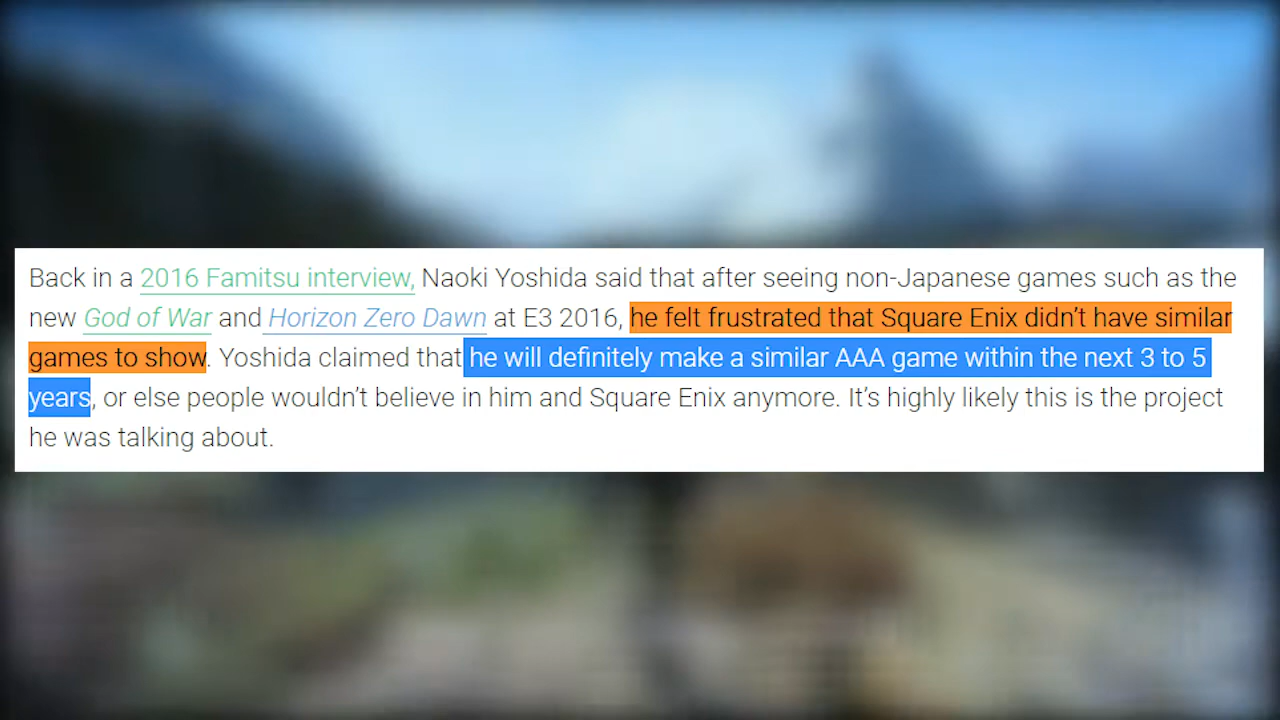 Back in a 2016 Famitsu interview, Naoki Yoshida said that after seeing non-Japanese games such as the
new God of War and Horizon Zero Dawn at E3 2016, he felt frustrated that Square Enix didn’t have similar
games to show. Yoshida claimed that he will definitely make a similar AAA game within the next 3 to 5
years, or else people wouldn’t believe in him and Square Enix anymore. It’s highly likely this is the project
he was talking about.